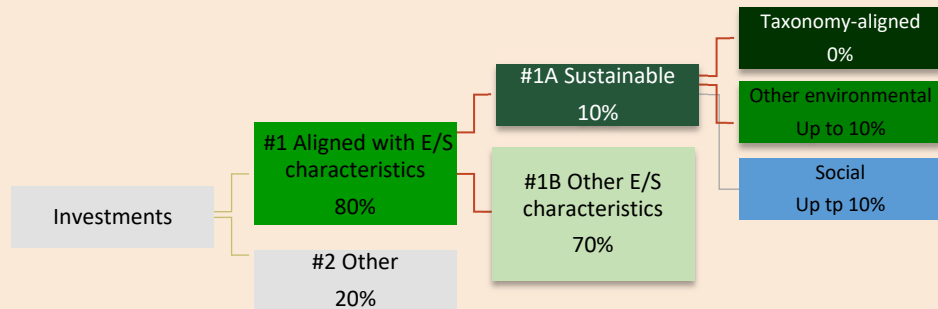 Investments
#1 Aligned with E/S
characteristics
80%
#2 Other
20%
#1A Sustainable
10%
#1B Other E/S
characteristics
70%
Taxonomy-aligned
0%
Other environmental
Up to 10%
Social
Up tp 10%